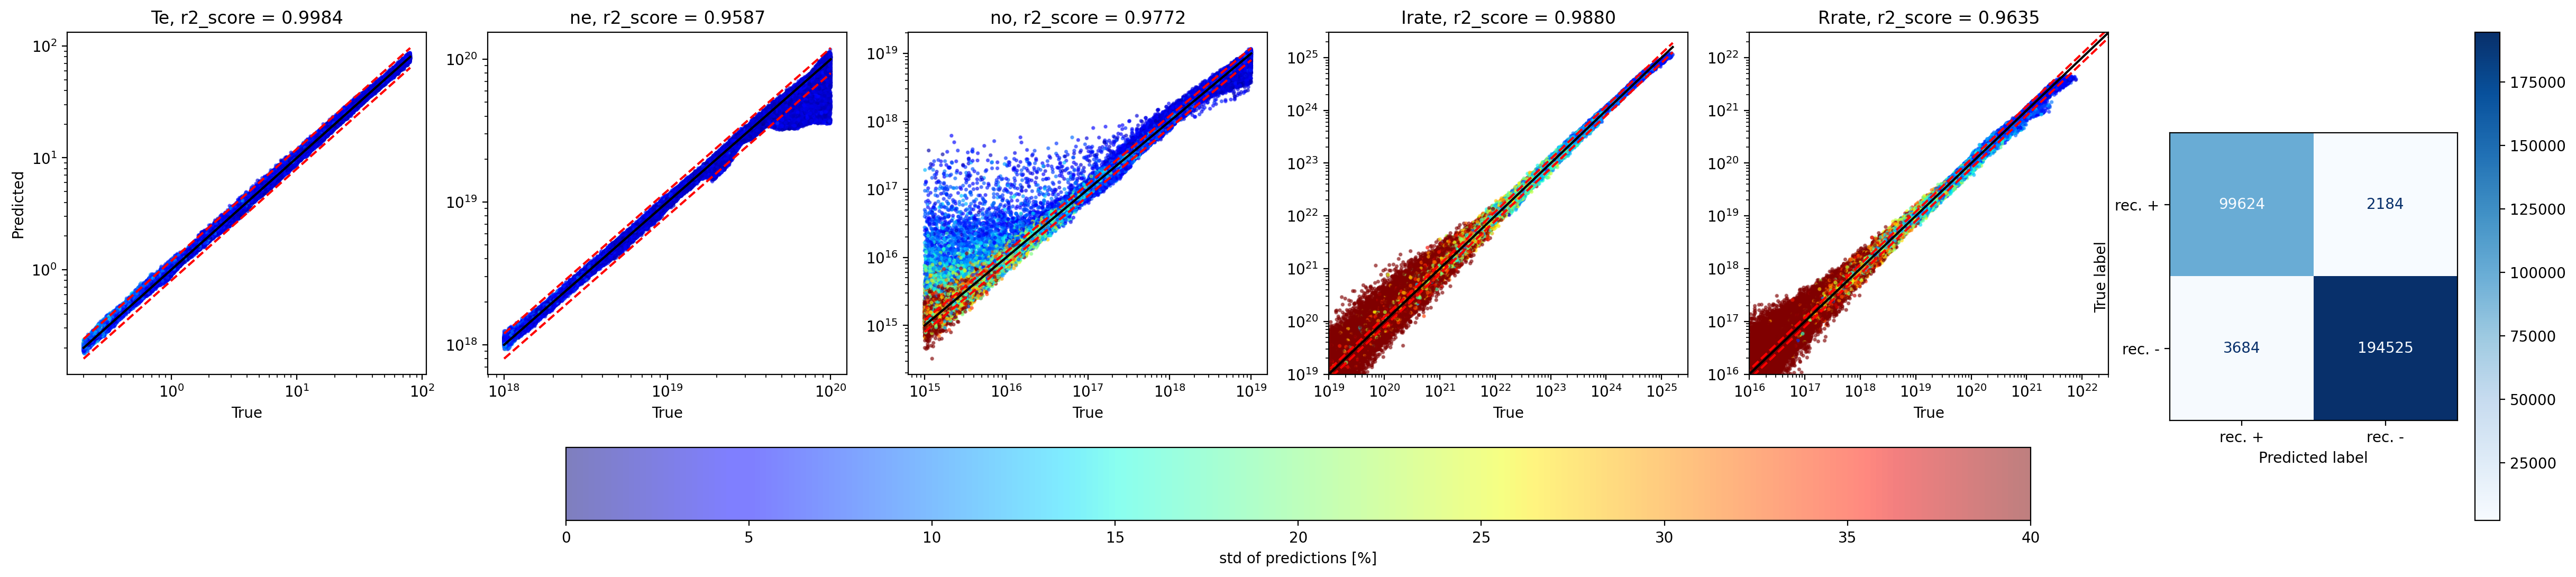 Te, r2_score = 0.9984
10²
10¹
10⁰
Predicted
10⁰ 10¹ 10²
True
ne, r2_score = 0.9587
10²⁰
10¹⁹
10¹⁸
10¹⁸ 10¹⁹ 10²⁰
True
no, r2_score = 0.9772
10¹⁹
10¹⁸
10¹⁷
10¹⁶
10¹⁵
10¹⁵ 10¹⁶ 10¹⁷ 10¹⁸ 10¹⁹
True
Irate, r2_score = 0.9880
10²⁵
10²⁴
10²³
10²²
10²¹
10²⁰
10¹⁹
10¹⁹ 10²⁰ 10²¹ 10²² 10²³ 10²⁴ 10²⁵
True
Rrate, r2_score = 0.9635
10²²
10²¹
10²⁰
10¹⁹
10¹⁸
10¹⁷
10¹⁶
10¹⁶ 10¹⁷ 10¹⁸ 10¹⁹ 10²⁰ 10²¹ 10²²
True
True label
rec. + 99624 2184
rec. - 3684 194525
rec. + rec. -
Predicted label
175000
150000
125000
100000
75000
50000
25000
0 5 10 15 20 25 30 35 40
std of predictions [%]